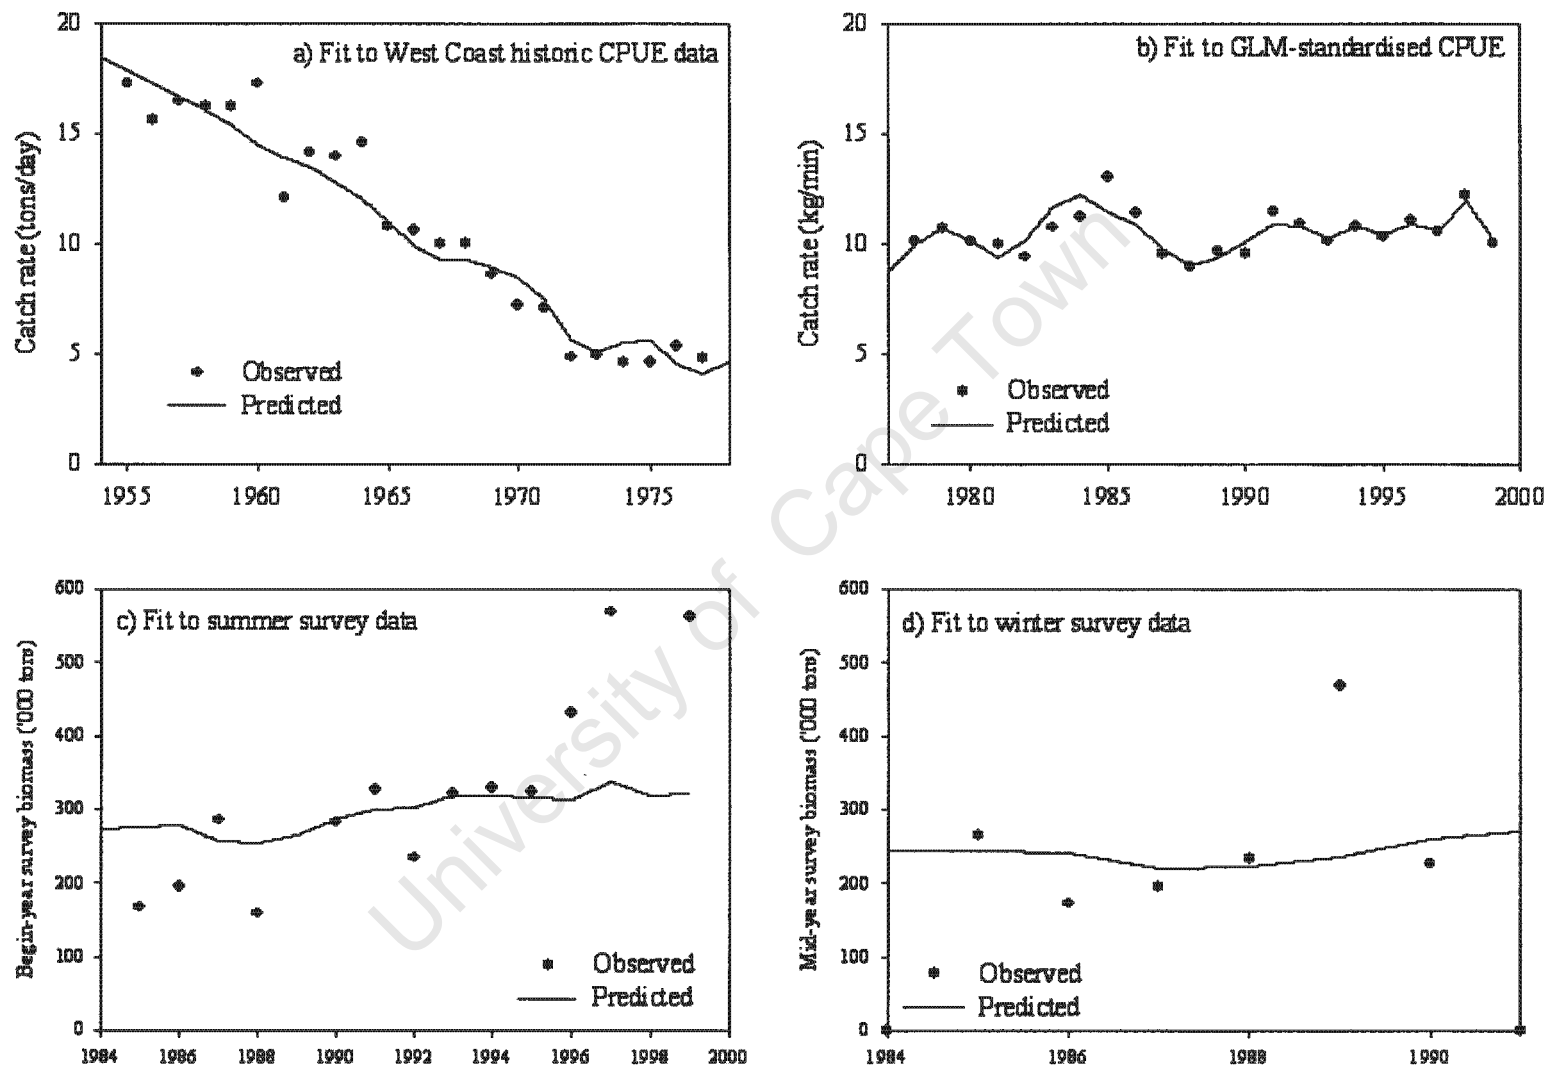 a) Fit to West Coast historic CPUE data
Catch rate (tons/day)
20
15
10
5
0
Observed
Predicted
1955 1960 1965 1970 1975
b) Fit to GLM-standardised CPUE
Catch rate (kg/min)
20
15
10
5
0
Observed
Predicted
1980 1985 1990 1995 2000
c) Fit to summer survey data
Begin-year survey biomass ('000 tons)
600
500
400
300
200
100
0
Observed
Predicted
1984 1986 1988 1990 1992 1994 1996 1998 2000
d) Fit to winter survey data
Mid-year survey biomass ('000 tons)
600
500
400
300
200
100
0
Observed
Predicted
1984 1986 1988 1990
University of Cape Town